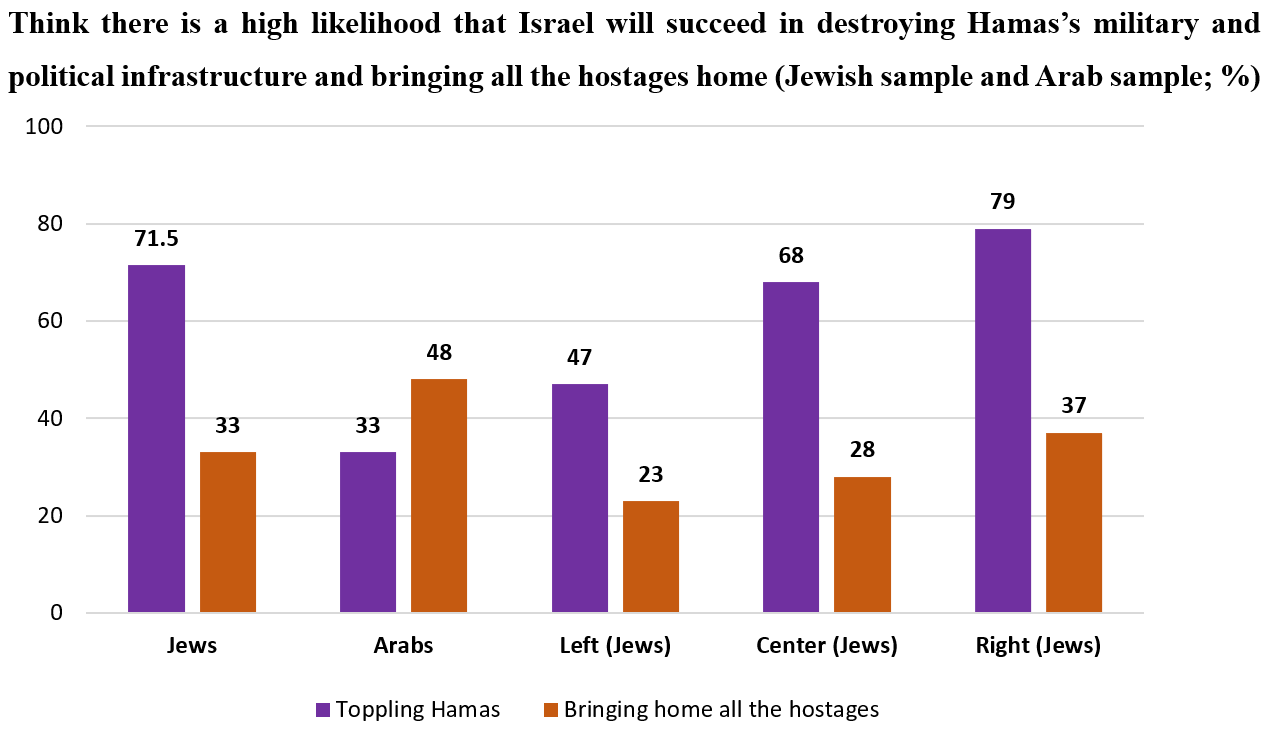 Think there is a high likelihood that Israel will succeed in destroying Hamas’s military and
political infrastructure and bringing all the hostages home (Jewish sample and Arab sample; %)
100
80
60
40
20
0
71.5
33
33
48
47
23
68
28
79
37
Jews
Arabs
Left (Jews)
Center (Jews)
Right (Jews)
Toppling Hamas
Bringing home all the hostages